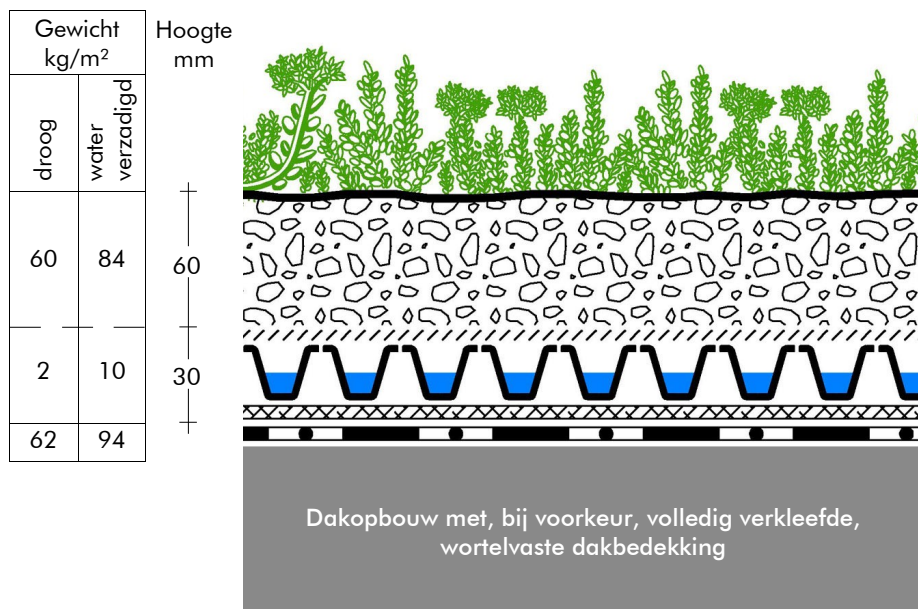 Gewicht
kg/m²
Hoogte
mm
droog
water
verzadigd
60 84 60
2 10 30
62 94
Dakopbouw met, bij voorkeur, volledig verkleefde,
wortelvaste dakbedekking